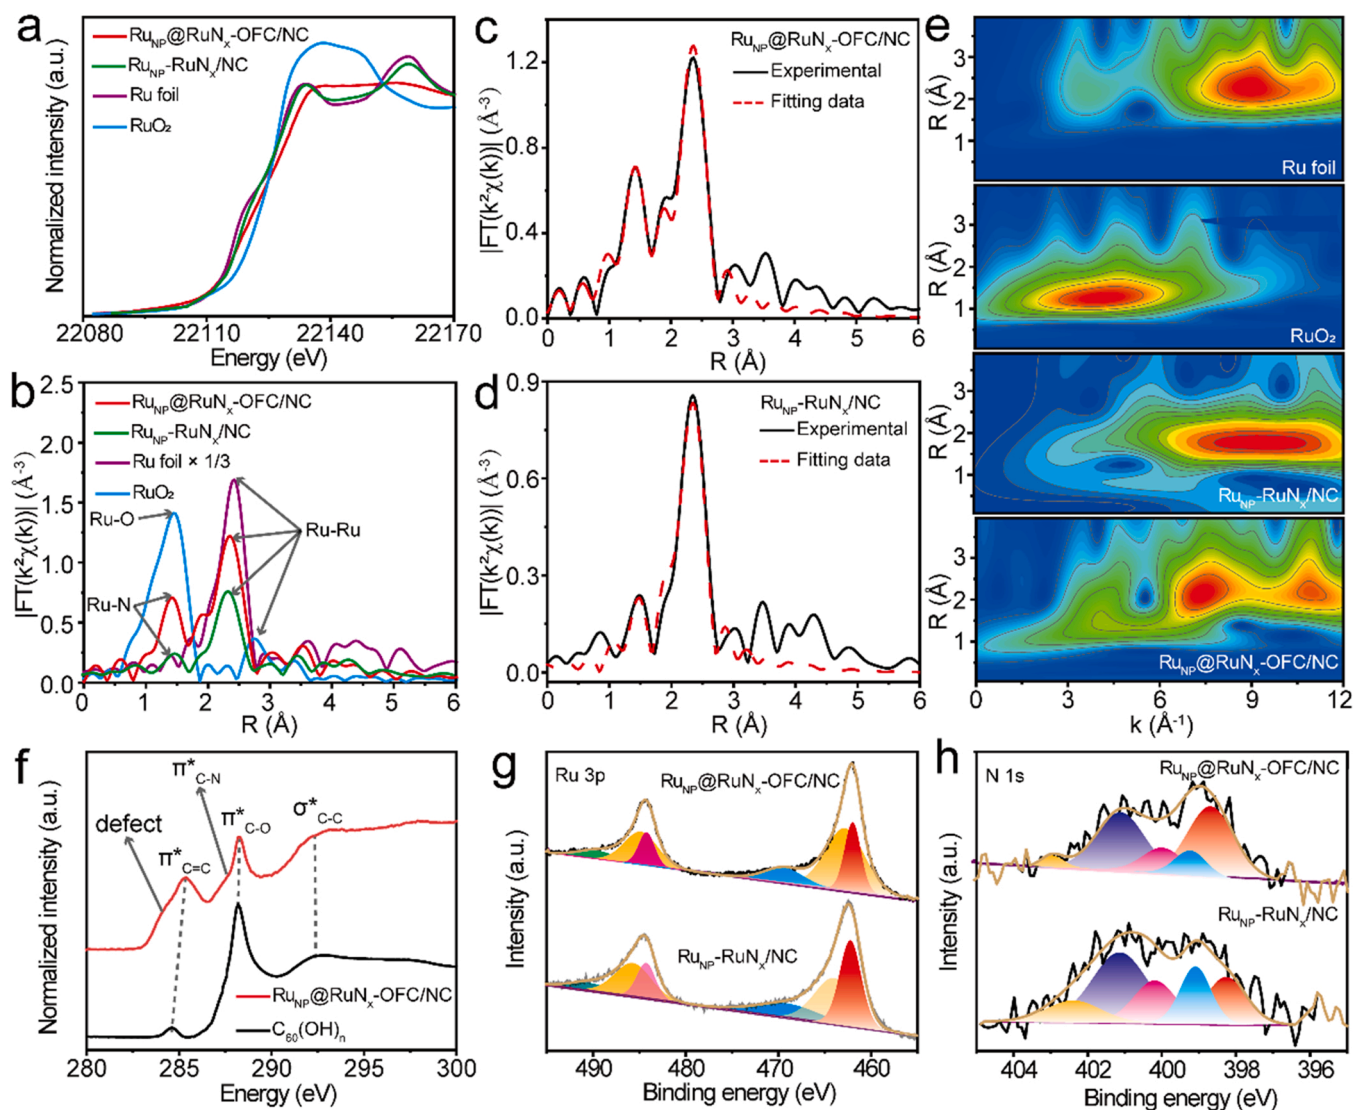 a
Normalized intensity (a.u.)
Ru_NP@RuN_x-OFC/NC
Ru_NP-RuN_x/NC
Ru foil
RuO₂
22080 22110 22140 22170
Energy (eV)
b
|FT(k²χ(k))| (Å⁻³)
2.5
2.0
1.5
1.0
0.5
0.0
Ru_NP@RuN_x-OFC/NC
Ru_NP-RuN_x/NC
Ru foil × 1/3
RuO₂
Ru-O
Ru-N
Ru-Ru
0 1 2 3 4 5 6
R (Å)
c
|FT(k²χ(k))| (Å⁻³)
1.2
0.8
0.4
0.0
Ru_NP@RuN_x-OFC/NC
Experimental
Fitting data
0 1 2 3 4 5 6
R (Å)
d
|FT(k²χ(k))| (Å⁻³)
0.9
0.6
0.3
0.0
Ru_NP-RuN_x/NC
Experimental
Fitting data
0 1 2 3 4 5 6
R (Å)
e
R (Å)
3
2
1
Ru foil
R (Å)
3
2
1
RuO₂
R (Å)
3
2
1
Ru_NP-RuN_x/NC
R (Å)
3
2
1
Ru_NP@RuN_x-OFC/NC
0 3 6 9 12
k (Å⁻¹)
f
Normalized intensity (a.u.)
defect
π*C=C
π*C-N
π*C-O
σ*C-C
Ru_NP@RuN_x-OFC/NC
C₆₀(OH)ₙ
280 285 290 295 300
Energy (eV)
g
Intensity (a.u.)
Ru 3p
Ru_NP@RuN_x-OFC/NC
Ru_NP-RuN_x/NC
490 480 470 460
Binding energy (eV)
h
Intensity (a.u.)
N 1s
Ru_NP@RuN_x-OFC/NC
Ru_NP-RuN_x/NC
404 402 400 398 396
Binding energy (eV)